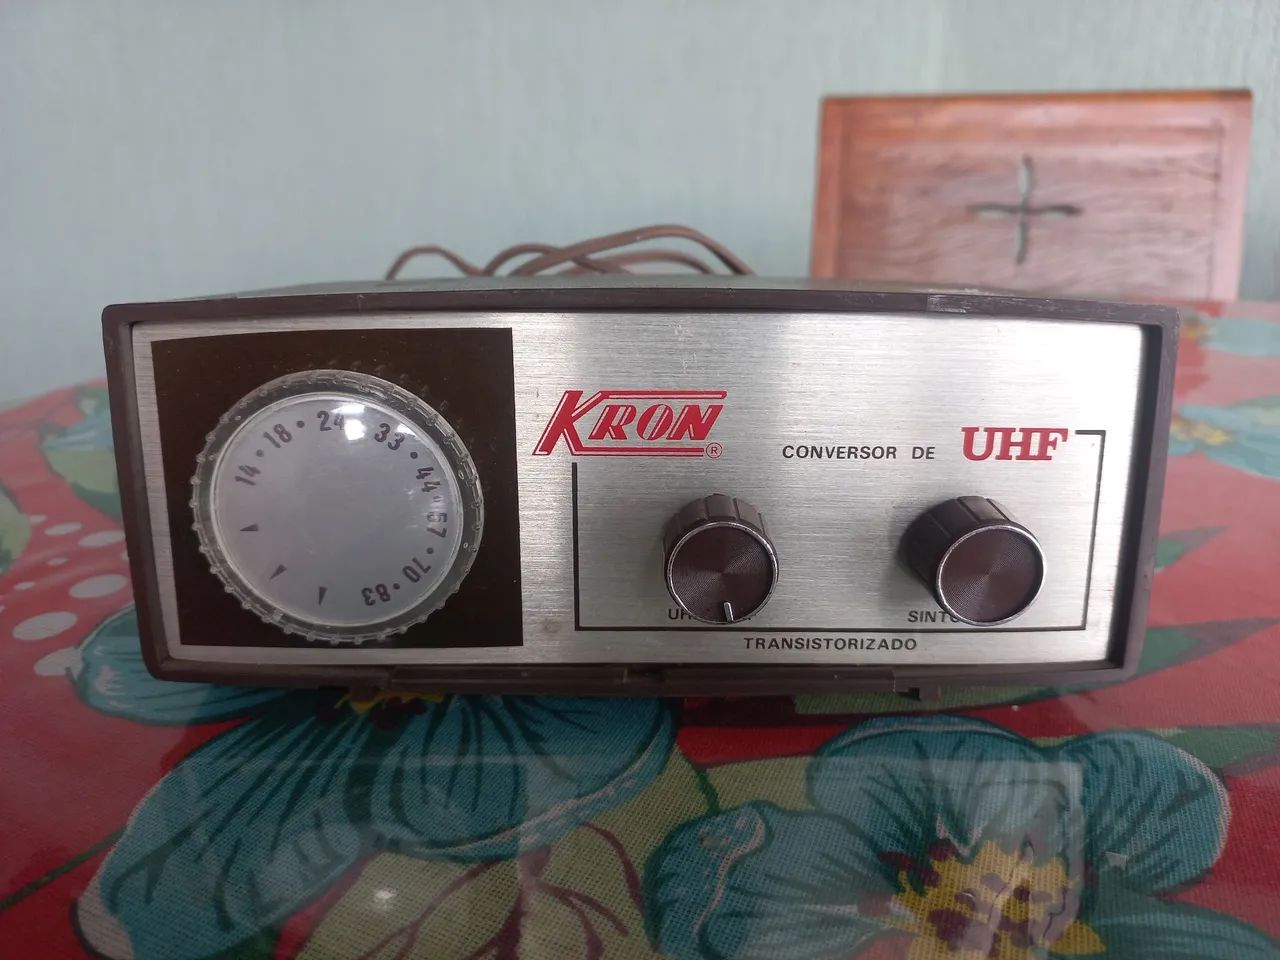 14 • 18 • 24 • 33 • 44 • 57 • 70 • 83
KRON®
CONVERSOR DE UHF
TRANSISTORIZADO